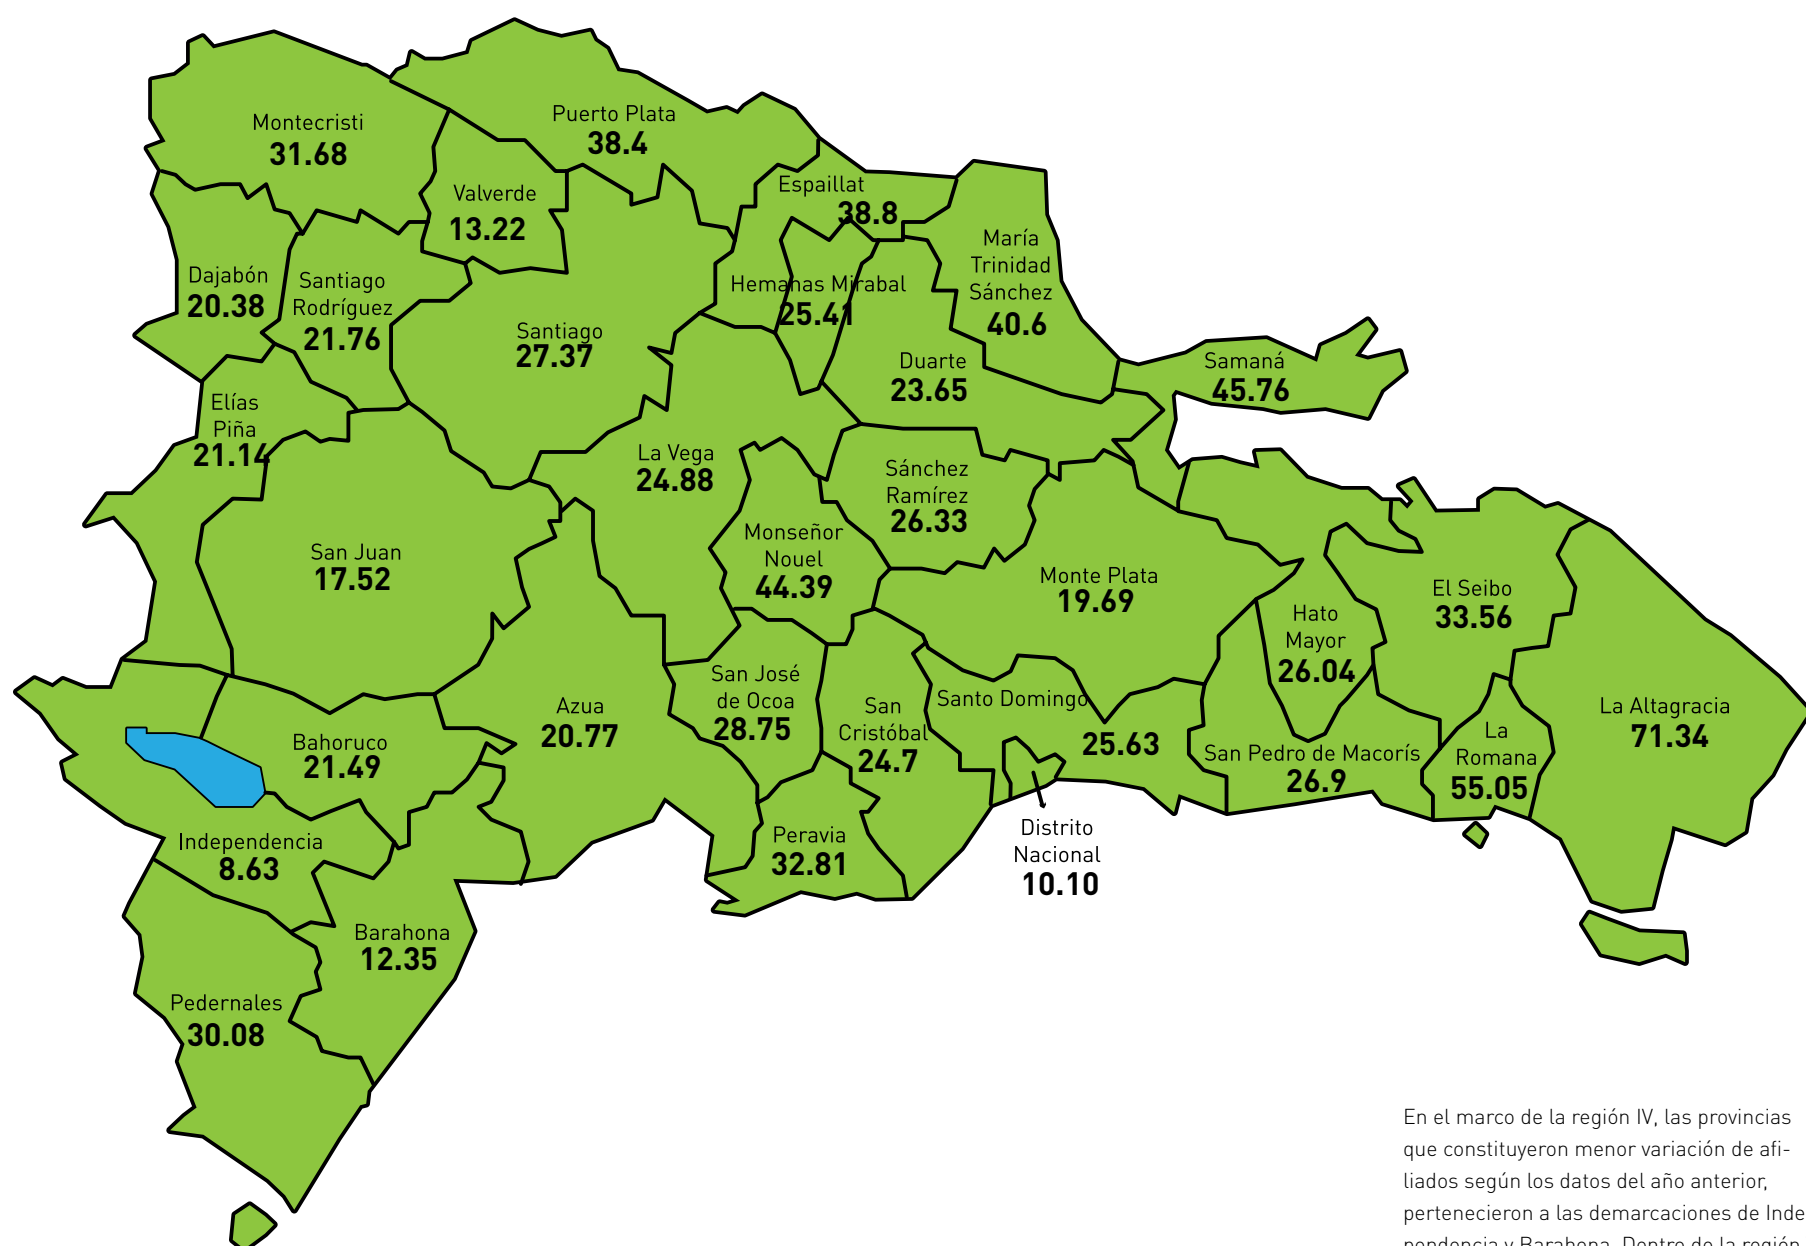 Montecristi
31.68
Puerto Plata
38.4
Valverde
13.22
Espaillat
38.8
María
Trinidad
Sánchez
40.6
Dajabón
20.38
Santiago
Rodríguez
21.76
Santiago
27.37
Hemanas Mirabal
25.41
Duarte
23.65
Samaná
45.76
Elías
Piña
21.14
La Vega
24.88
Sánchez
Ramírez
26.33
San Juan
17.52
Monseñor
Nouel
44.39
Monte Plata
19.69
Hato
Mayor
26.04
El Seibo
33.56
Azua
20.77
San José
de Ocoa
28.75
San
Cristóbal
24.7
Santo Domingo
25.63
San Pedro de Macorís
26.9
La
Romana
55.05
La Altagracia
71.34
Bahoruco
21.49
Independencia
8.63
Peravia
32.81
Distrito
Nacional
10.10
Barahona
12.35
Pedernales
30.08
En el marco de la región IV, las provincias
que constituyeron menor variación de afi-
liados según los datos del año anterior,
pertenecieron a las demarcaciones de Inde
pendencia y Barahona. Dentro de la región